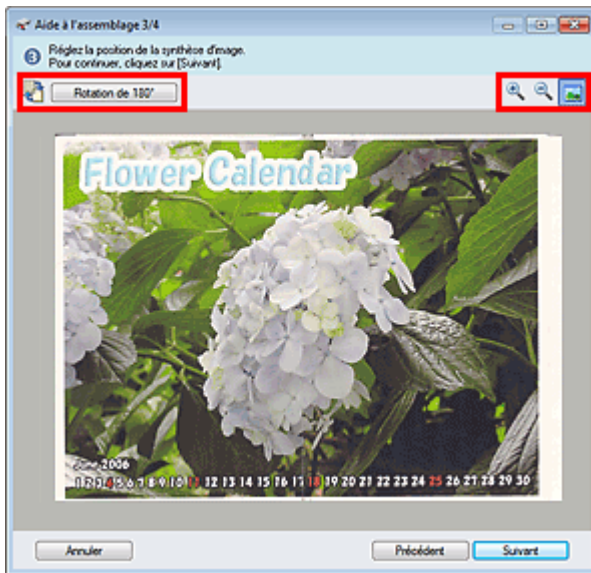 Aide à l'assemblage 3/4
3 Réglez la position de la synthèse d'image.
Pour continuer, cliquez sur [Suivant].
Rotation de 180°
Flower Calendar
June 2006
1 2 3 4 5 6 7 8 9 10 11 12 13 14 15 16 17 18 19 20 21 22 23 24 25 26 27 28 29 30
Annuler Précédent Suivant